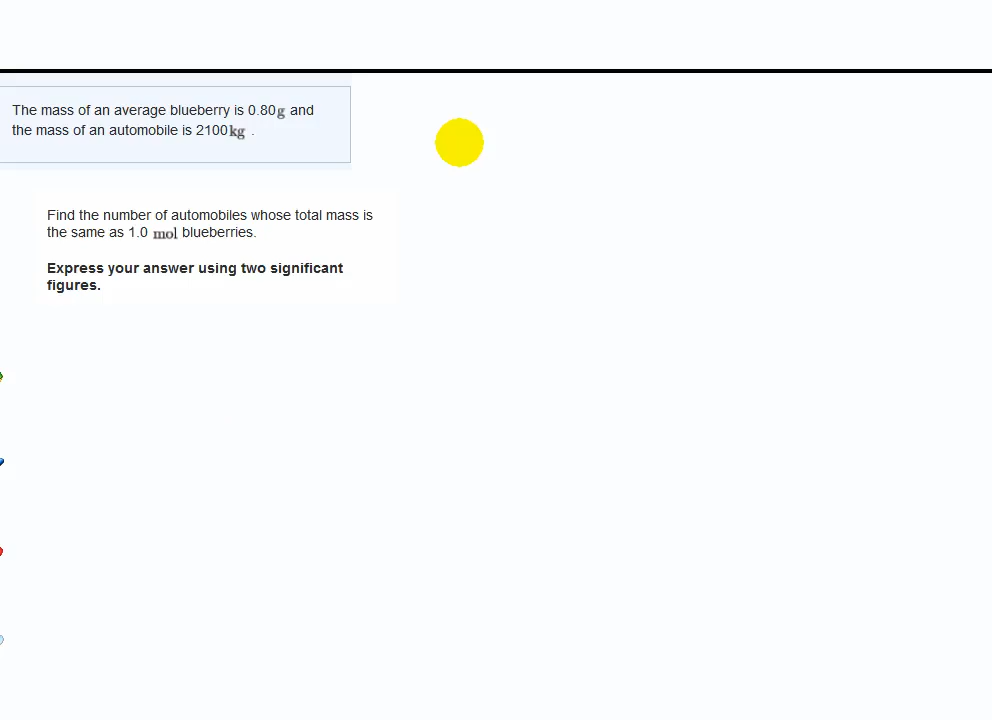 The mass of an average blueberry is 0.80g and
the mass of an automobile is 2100kg .
Find the number of automobiles whose total mass is
the same as 1.0 mol blueberries.
Express your answer using two significant
figures.